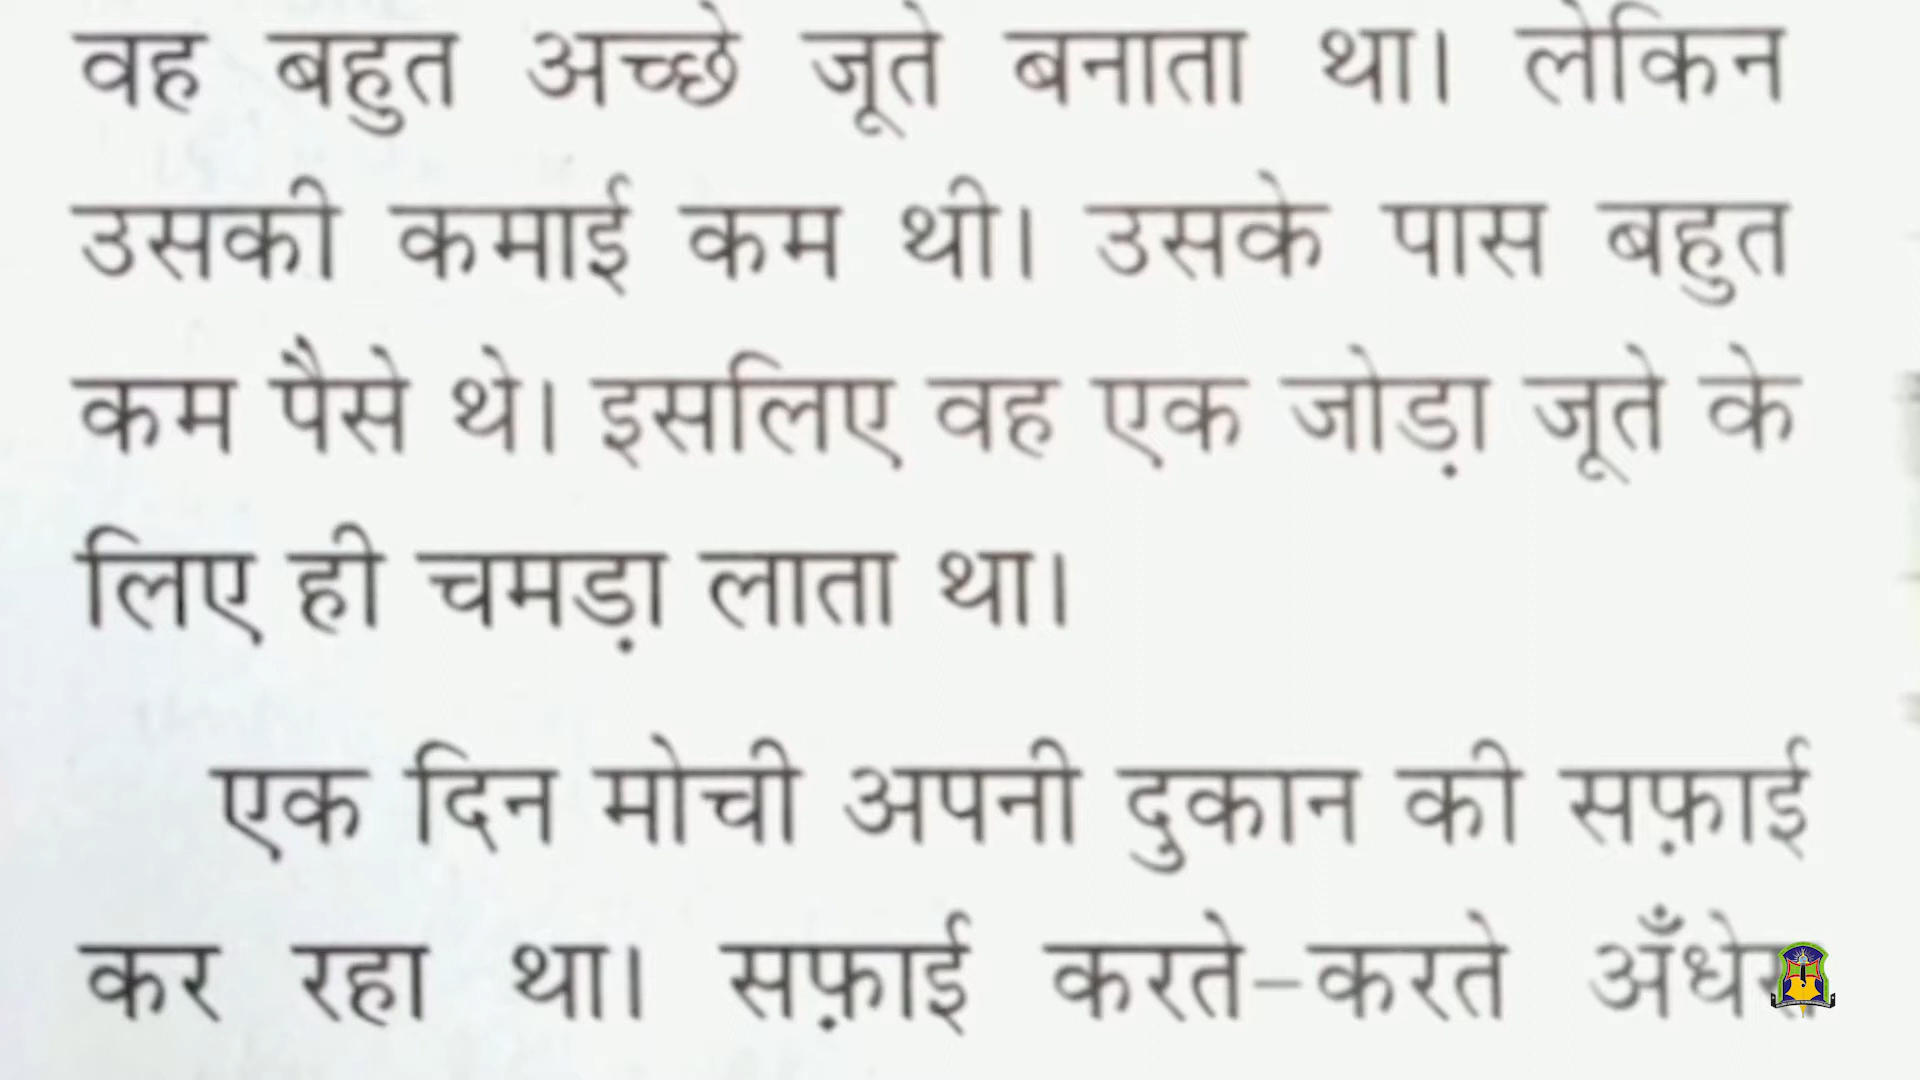 वह बहुत अच्छे जूते बनाता था। लेकिन
उसकी कमाई कम थी। उसके पास बहुत
कम पैसे थे। इसलिए वह एक जोड़ा जूते के
लिए ही चमड़ा लाता था।
एक दिन मोची अपनी दुकान की सफ़ाई
कर रहा था। सफ़ाई करते-करते